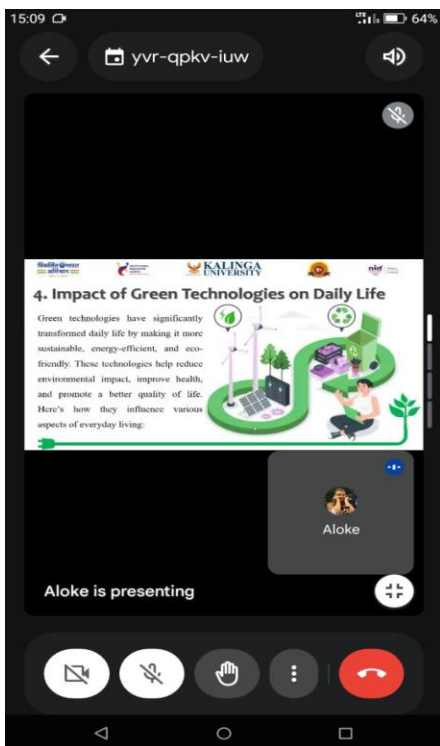 15:09 64%
yvr-qpkv-iuw
KALINGA
UNIVERSITY
4. Impact of Green Technologies on Daily Life
Green technologies have significantly
transformed daily life by making it more
sustainable, energy-efficient, and eco-
friendly. These technologies help reduce
environmental impact, improve health,
and promote a better quality of life.
Here's how they influence various
aspects of everyday living:
Aloke
Aloke is presenting